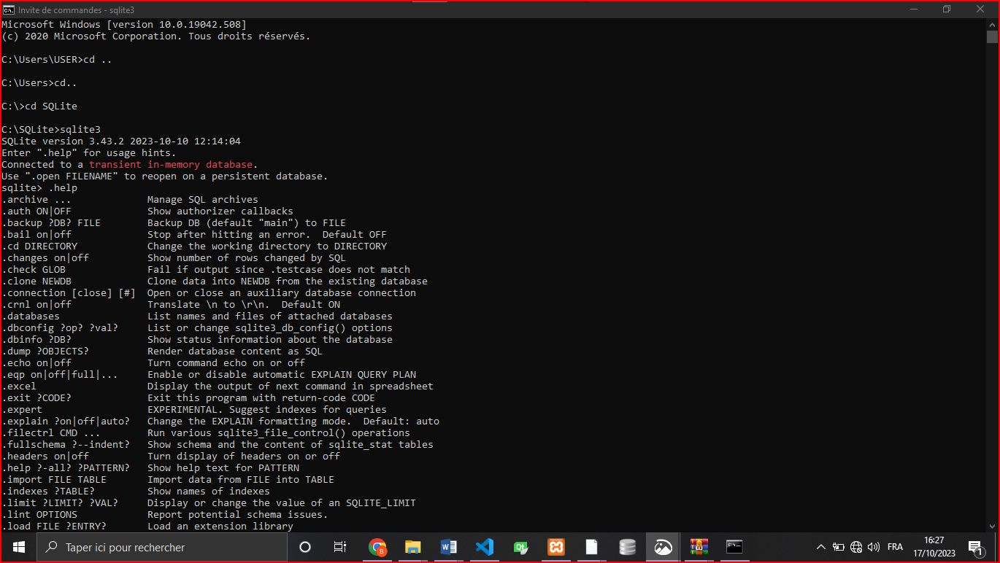 Invite de commandes - sqlite3
Microsoft Windows [version 10.0.19042.508]
(c) 2020 Microsoft Corporation. Tous droits réservés.
C:\Users\USER>cd ..
C:\Users>cd..
C:\>cd SQLite
C:\SQLite>sqlite3
SQLite version 3.43.2 2023-10-10 12:14:04
Enter ".help" for usage hints.
Connected to a transient in-memory database.
Use ".open FILENAME" to reopen on a persistent database.
sqlite> .help
.archive ...             Manage SQL archives
.auth ON|OFF             Show authorizer callbacks
.backup ?DB? FILE        Backup DB (default "main") to FILE
.bail on|off             Stop after hitting an error.  Default OFF
.cd DIRECTORY            Change the working directory to DIRECTORY
.changes on|off          Show number of rows changed by SQL
.check GLOB              Fail if output since .testcase does not match
.clone NEWDB             Clone data into NEWDB from the existing database
.connection [close] [#]  Open or close an auxiliary database connection
.crnl on|off             Translate \n to \r\n.  Default ON
.databases               List names and files of attached databases
.dbconfig ?op? ?val?     List or change sqlite3_db_config() options
.dbinfo ?DB?             Show status information about the database
.dump ?OBJECTS?          Render database content as SQL
.echo on|off             Turn command echo on or off
.eqp on|off|full|...     Enable or disable automatic EXPLAIN QUERY PLAN
.excel                   Display the output of next command in spreadsheet
.exit ?CODE?             Exit this program with return-code CODE
.expert                  EXPERIMENTAL. Suggest indexes for queries
.explain ?on|off|auto?   Change the EXPLAIN formatting mode.  Default: auto
.filectrl CMD ...        Run various sqlite3_file_control() operations
.fullschema ?--indent?   Show schema and the content of sqlite_stat tables
.headers on|off          Turn display of headers on or off
.help ?-all? ?PATTERN?   Show help text for PATTERN
.import FILE TABLE       Import data from FILE into TABLE
.indexes ?TABLE?         Show names of indexes
.limit ?LIMIT? ?VAL?     Display or change the value of an SQLITE_LIMIT
.lint OPTIONS            Report potential schema issues.
.load FILE ?ENTRY?       Load an extension library
Taper ici pour rechercher
FRA
16:27
17/10/2023
1